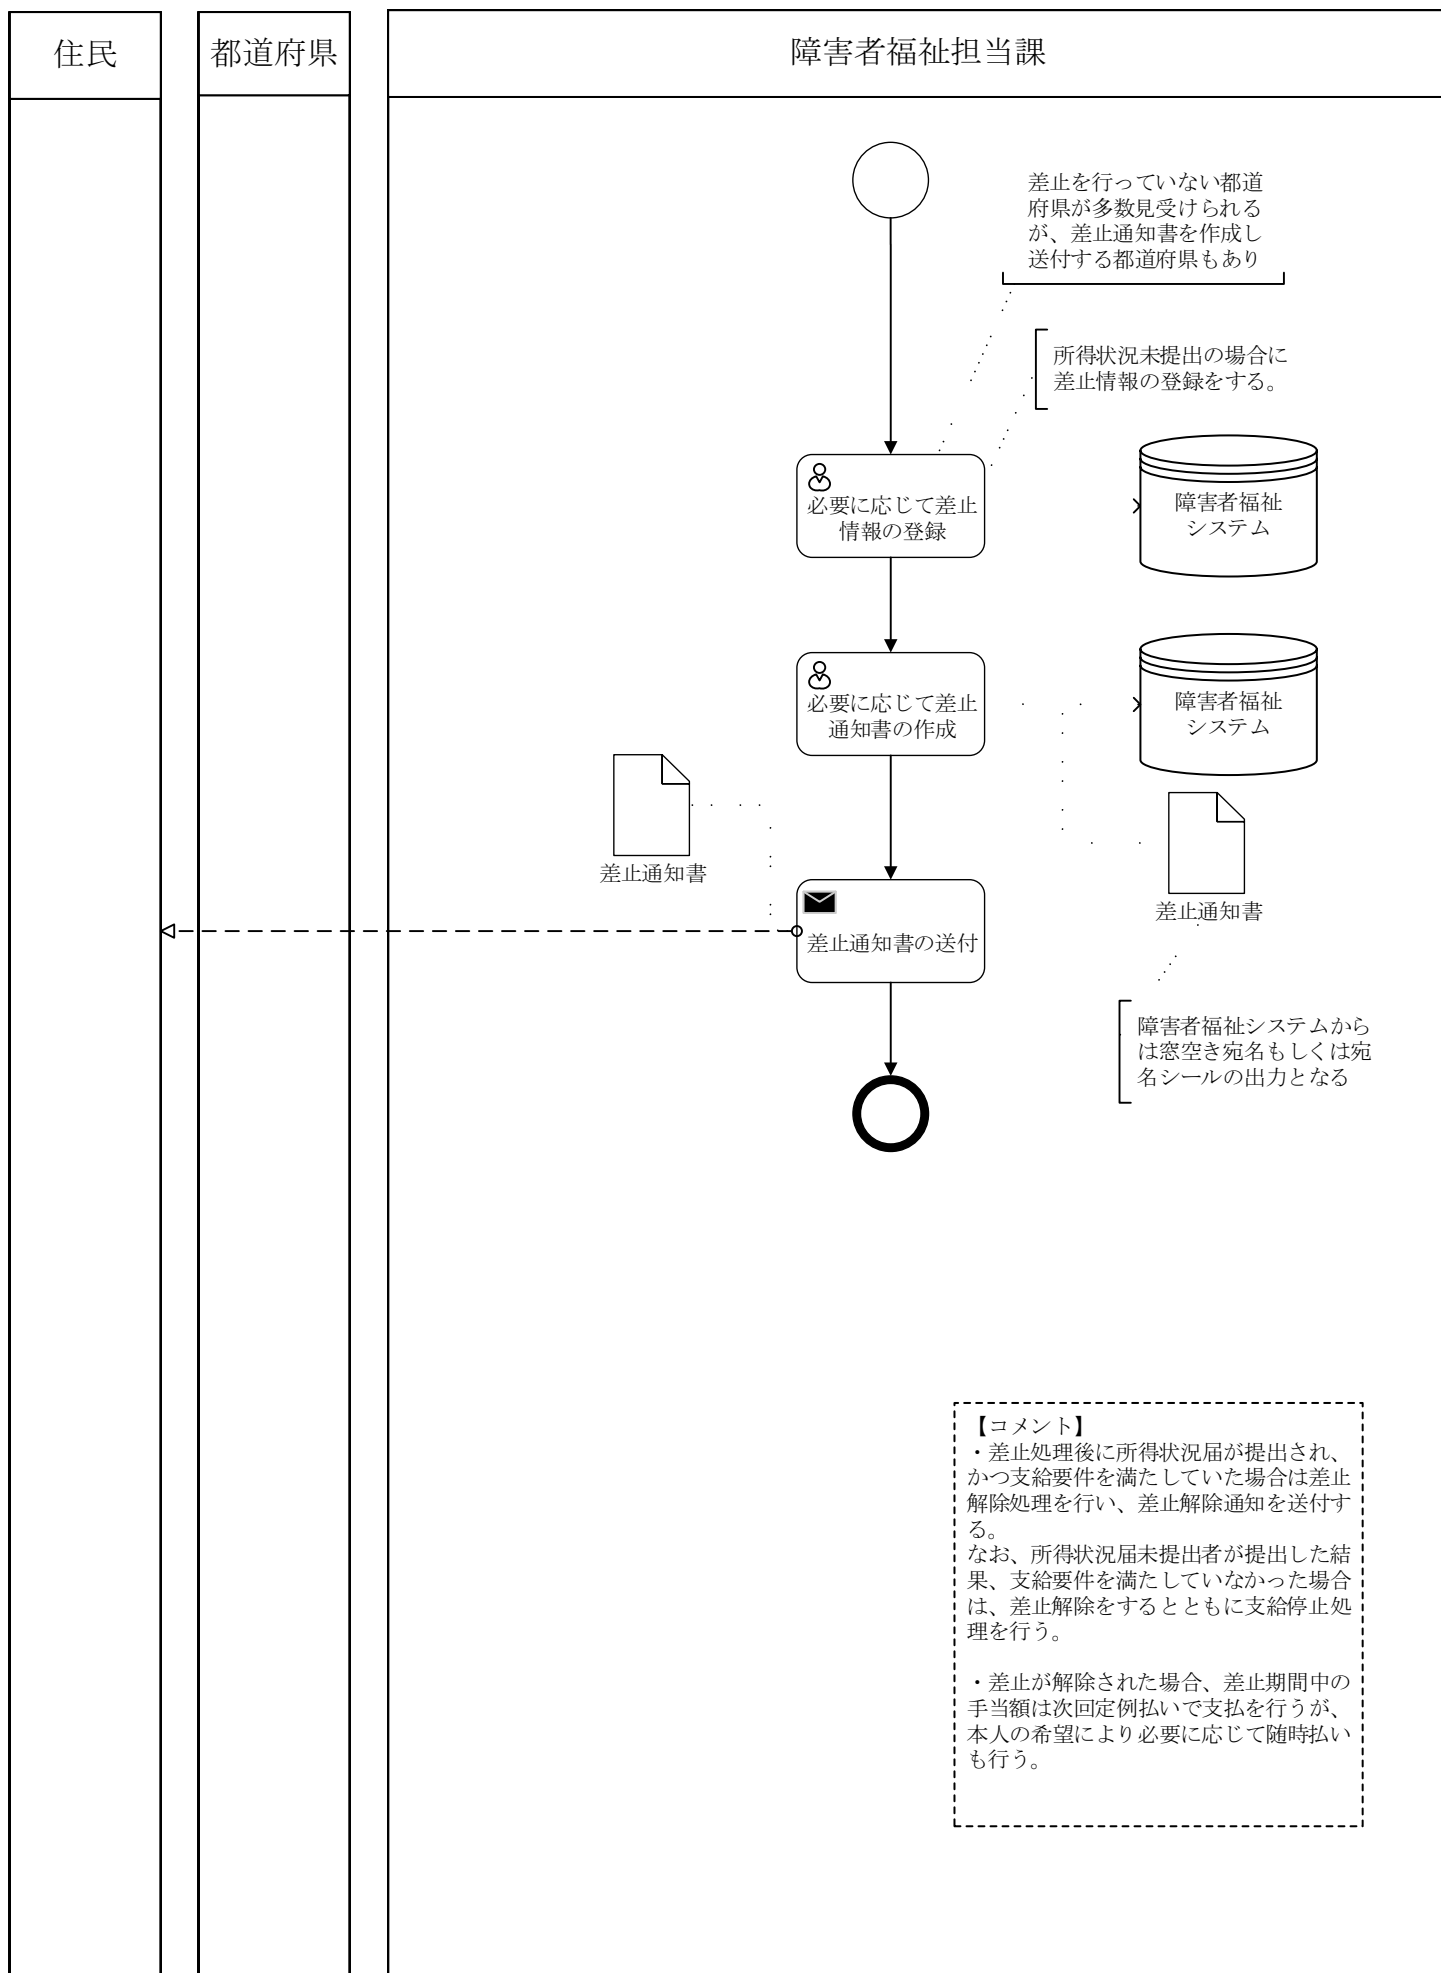 住民
都道府県
障害者福祉担当課
差止を行っていない都道
府県が多数見受けられる
が、差止通知書を作成し
送付する都道府県もあり
所得状況未提出の場合に
差止情報の登録をする。
必要に応じて差止
情報の登録
障害者福祉
システム
必要に応じて差止
通知書の作成
障害者福祉
システム
差止通知書
差止通知書
差止通知書の送付
障害者福祉システムから
は窓空き宛名もしくは宛
名シールの出力となる
【コメント】
・差止処理後に所得状況届が提出され、
かつ支給要件を満たしていた場合は差止
解除処理を行い、差止解除通知を送付す
る。
なお、所得状況届未提出者が提出した結
果、支給要件を満たしていなかった場合
は、差止解除をするとともに支給停止処
理を行う。
・差止が解除された場合、差止期間中の
手当額は次回定例払いで支払を行うが、
本人の希望により必要に応じて随時払い
も行う。